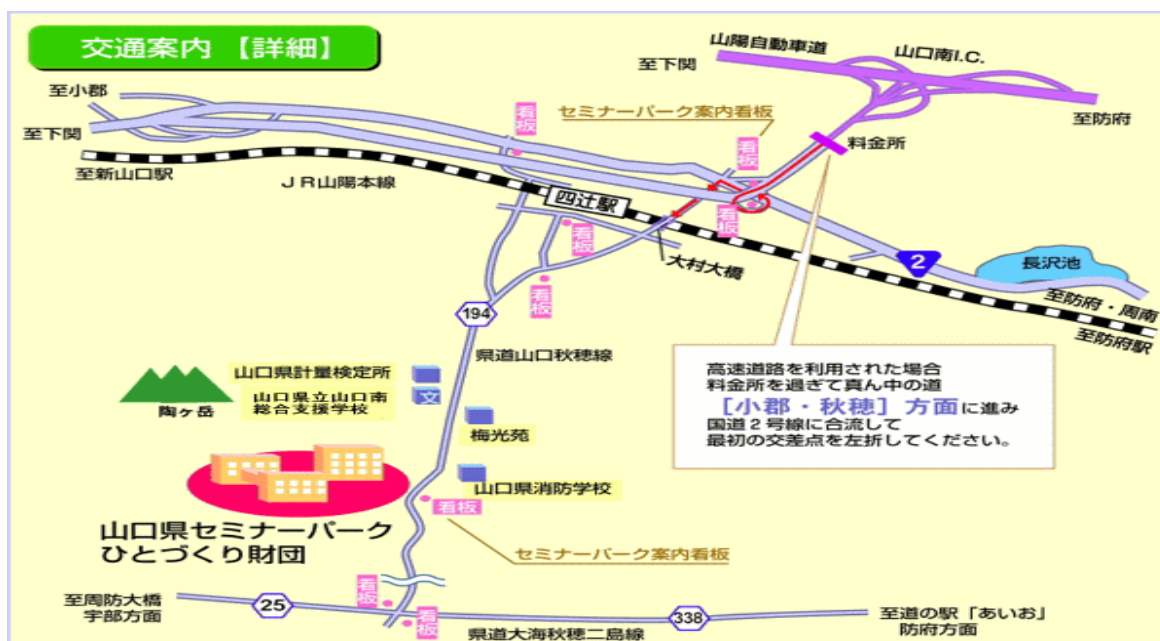 交通案内 【詳細】
山陽自動車道
山口南I.C.
至下関
至防府
料金所
セミナーパーク案内看板
至小郡
至下関
至新山口駅
JR山陽本線
看板
看板
看板
四辻駅
看板
大村大橋
看板
2
長沢池
至防府・周南
至防府駅
194
県道山口秋穂線
高速道路を利用された場合
料金所を過ぎて真ん中の道
［小郡・秋穂］方面に進み
国道2号線に合流して
最初の交差点を左折してください。
山口県計量検定所
山口県立山口南
総合支援学校
文
陶ヶ岳
梅光苑
山口県消防学校
看板
山口県セミナーパーク
ひとづくり財団
セミナーパーク案内看板
看板
看板
至周防大橋
宇部方面
25
県道大海秋穂二島線
338
至道の駅「あいお」
防府方面